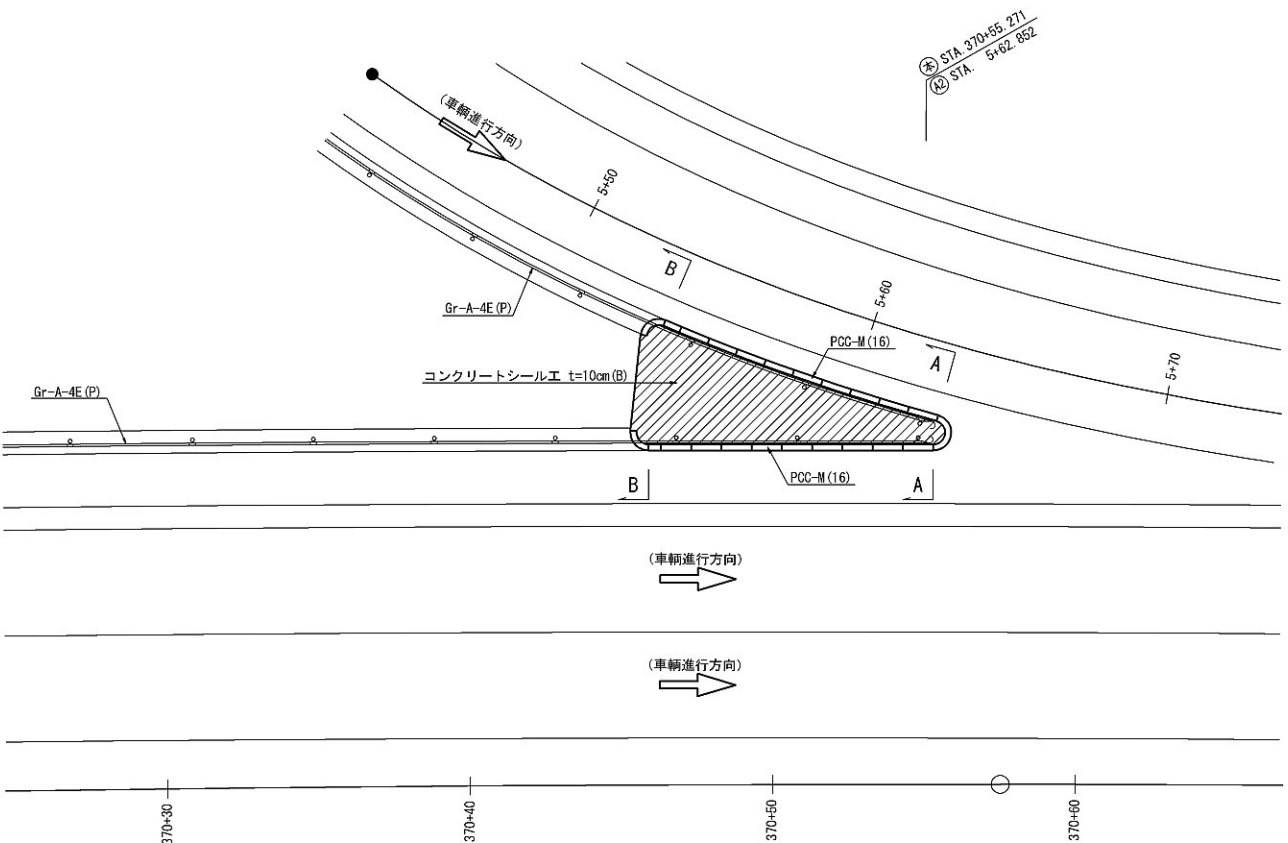 本 STA. 370+55.271
A2 STA. 5+62.852
(車輌進行方向)
5+50
B
Gr-A-4E(P)
5+60
PCC-M(16)
A
5+70
コンクリートシール工 t=10cm(B)
Gr-A-4E(P)
B
PCC-M(16)
A
(車輌進行方向)
(車輌進行方向)
370+30
370+40
370+50
370+60